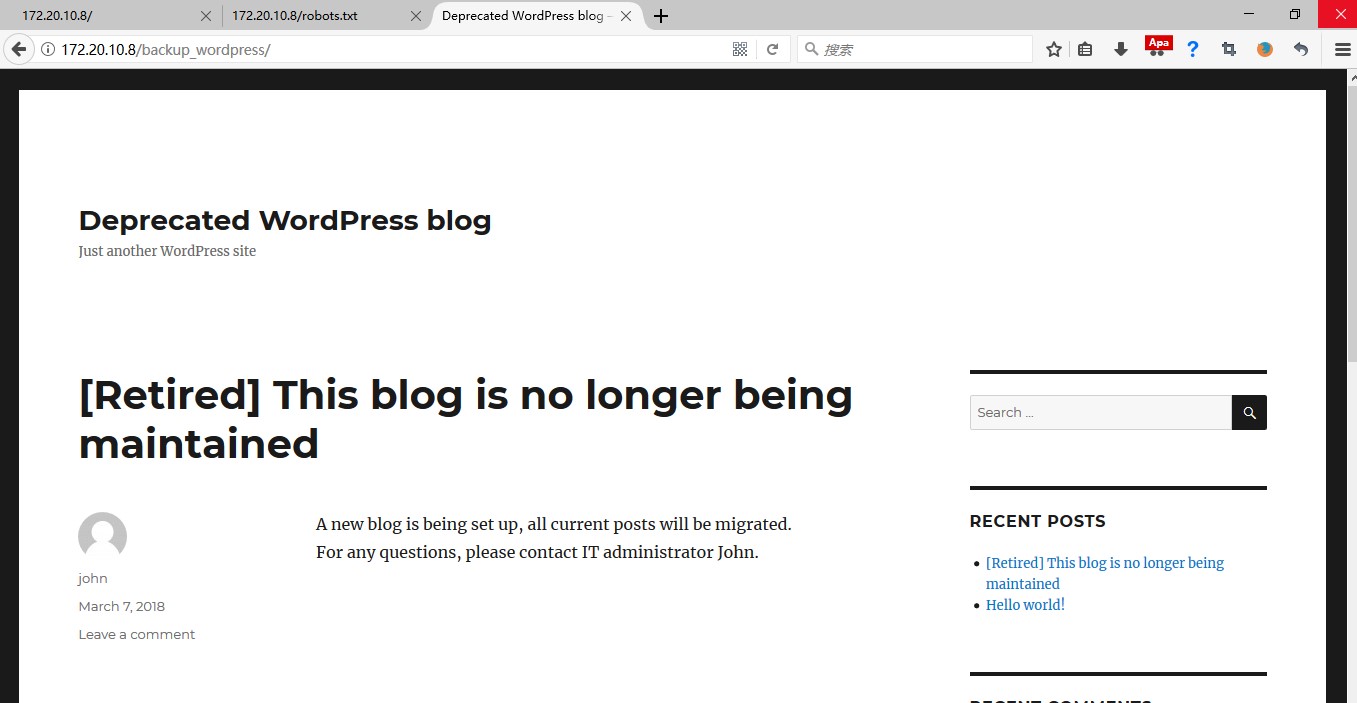 172.20.10.8/
172.20.10.8/robots.txt
Deprecated WordPress blog –
172.20.10.8/backup_wordpress/
搜索
Apa
Deprecated WordPress blog
Just another WordPress site
[Retired] This blog is no longer being
maintained
john
March 7, 2018
Leave a comment
A new blog is being set up, all current posts will be migrated.
For any questions, please contact IT administrator John.
Search …
RECENT POSTS
[Retired] This blog is no longer being
maintained
Hello world!
RECENT COMMENTS